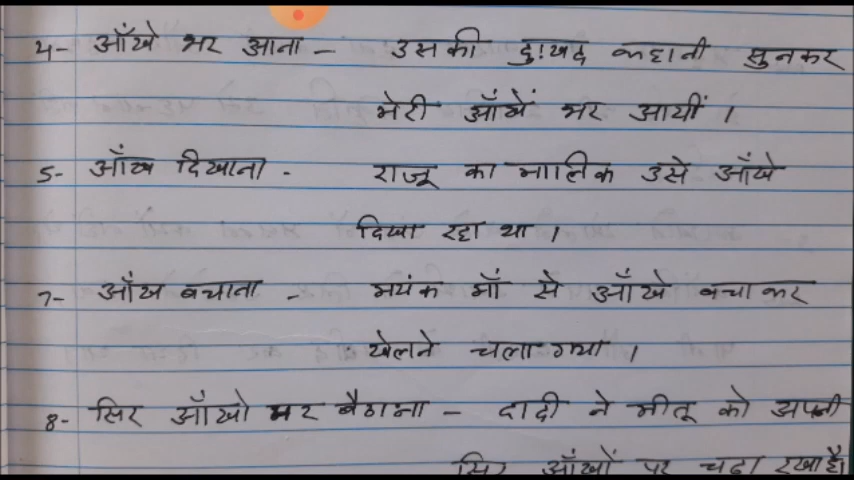 4- आँखे भर आना - उसकी दुःखद कहानी सुनकर
मेरी आँखें भर आयीं ।
5- आँख दिखाना - राजू का मालिक उसे आँखे
दिखा रहा था ।
7- आँख बचाना - मयंक माँ से आँखे बचाकर
खेलने चला गया ।
8- सिर आँखो पर बैठाना - दादी ने मीतू को अपनी
सिर आँखों पर चढा रखा है।